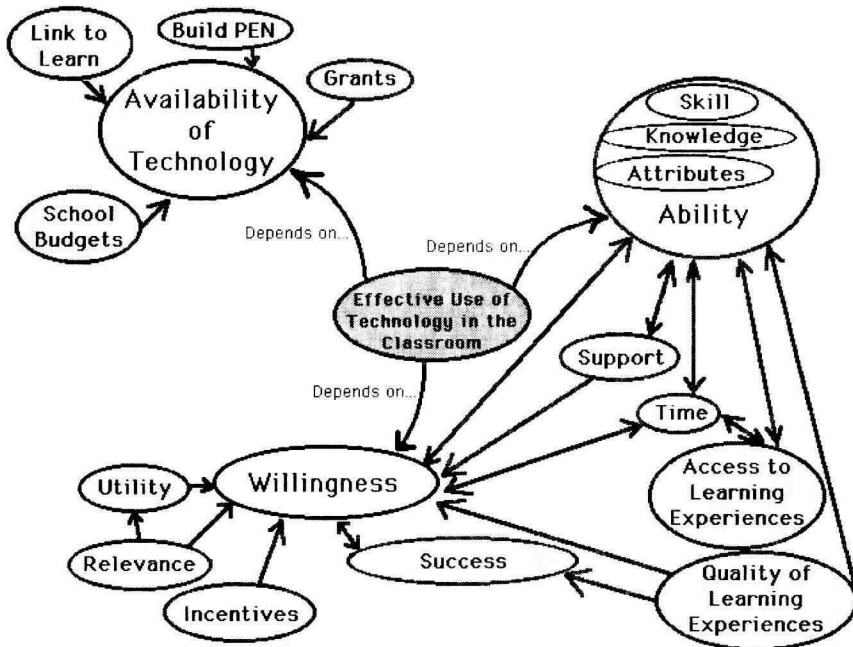 Link to
Learn
Build PEN
Grants
Availability
of
Technology
School
Budgets
Skill
Knowledge
Attributes
Ability
Depends on...
Depends on...
Effective Use of
Technology in the
Classroom
Depends on...
Support
Time
Access to
Learning
Experiences
Utility
Willingness
Relevance
Success
Incentives
Quality of
Learning
Experiences